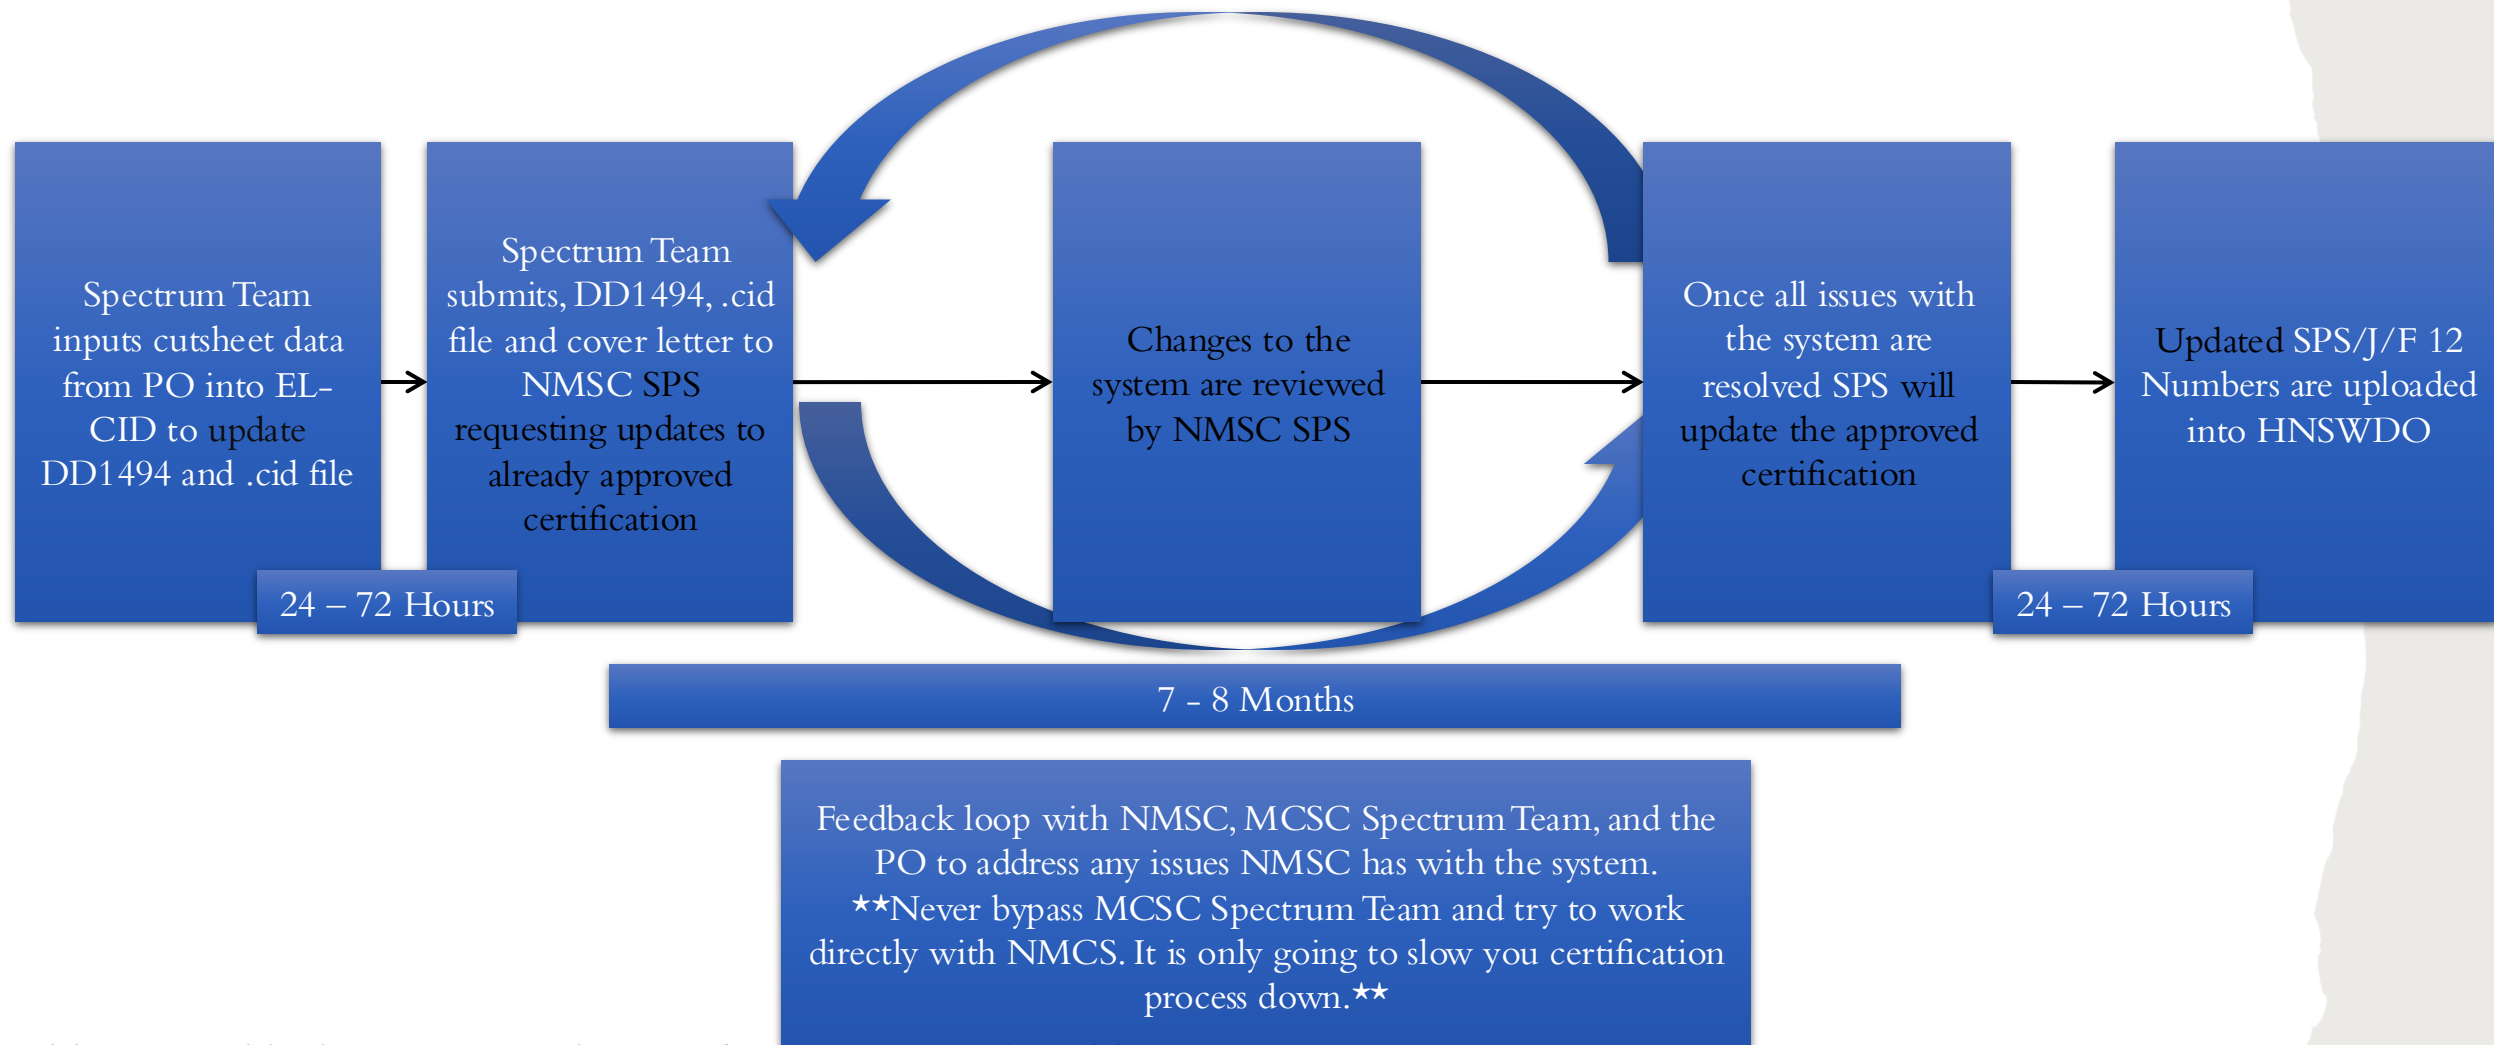 Spectrum Team
inputs cutsheet data
from PO into EL-
CID to update
DD1494 and .cid file
Spectrum Team
submits, DD1494, .cid
file and cover letter to
NMSC SPS
requesting updates to
already approved
certification
Changes to the
system are reviewed
by NMSC SPS
Once all issues with
the system are
resolved SPS will
update the approved
certification
Updated SPS/J/F 12
Numbers are uploaded
into HNSWDO
24 – 72 Hours
24 – 72 Hours
7 - 8 Months
Feedback loop with NMSC, MCSC Spectrum Team, and the
PO to address any issues NMSC has with the system.
**Never bypass MCSC Spectrum Team and try to work
directly with NMCS. It is only going to slow you certification
process down.**